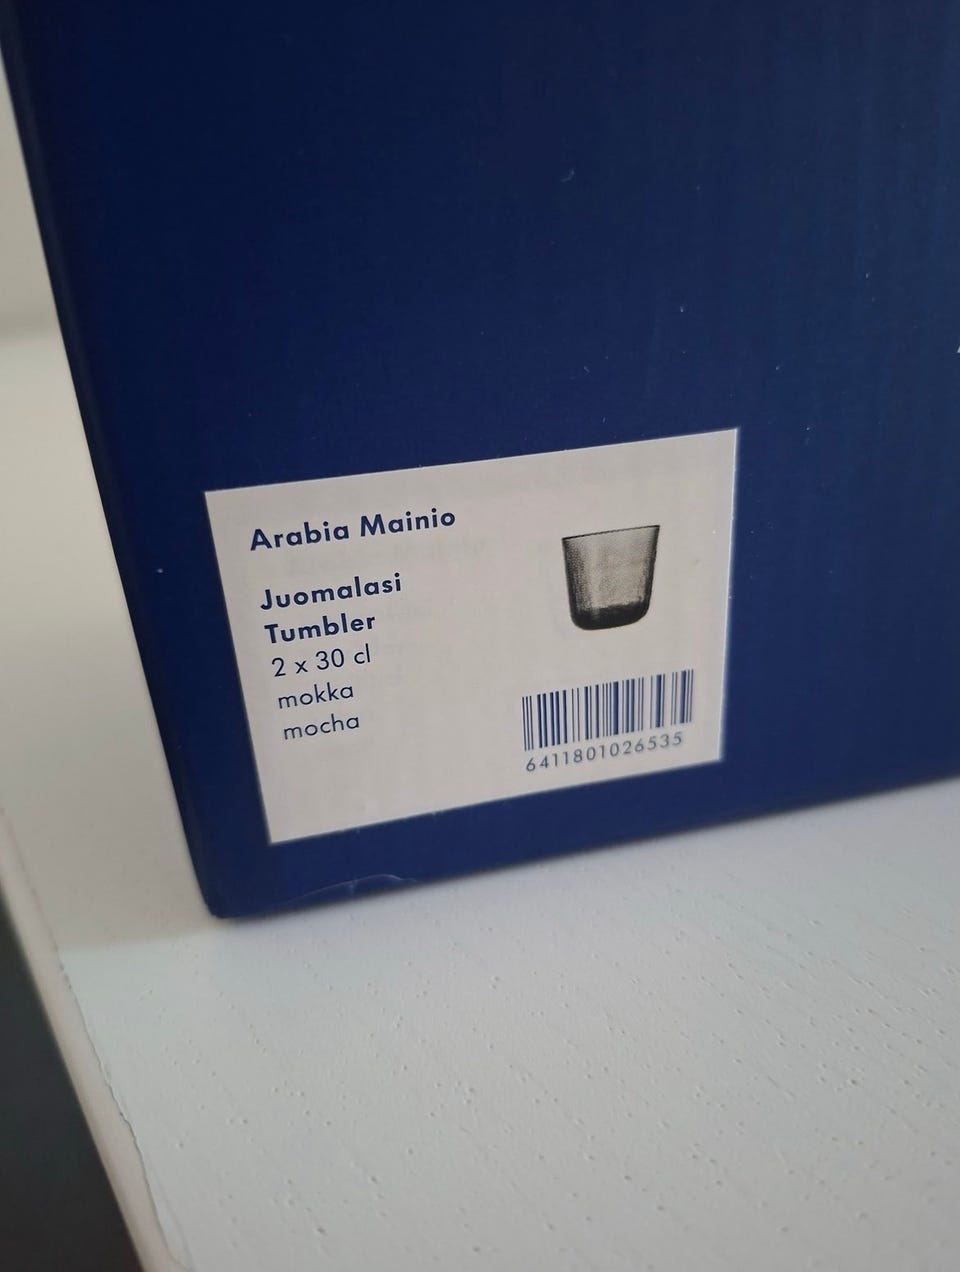 Arabia Mainio
Juomalasi
Tumbler
2 x 30 cl
mokka
mocha
6411801026535